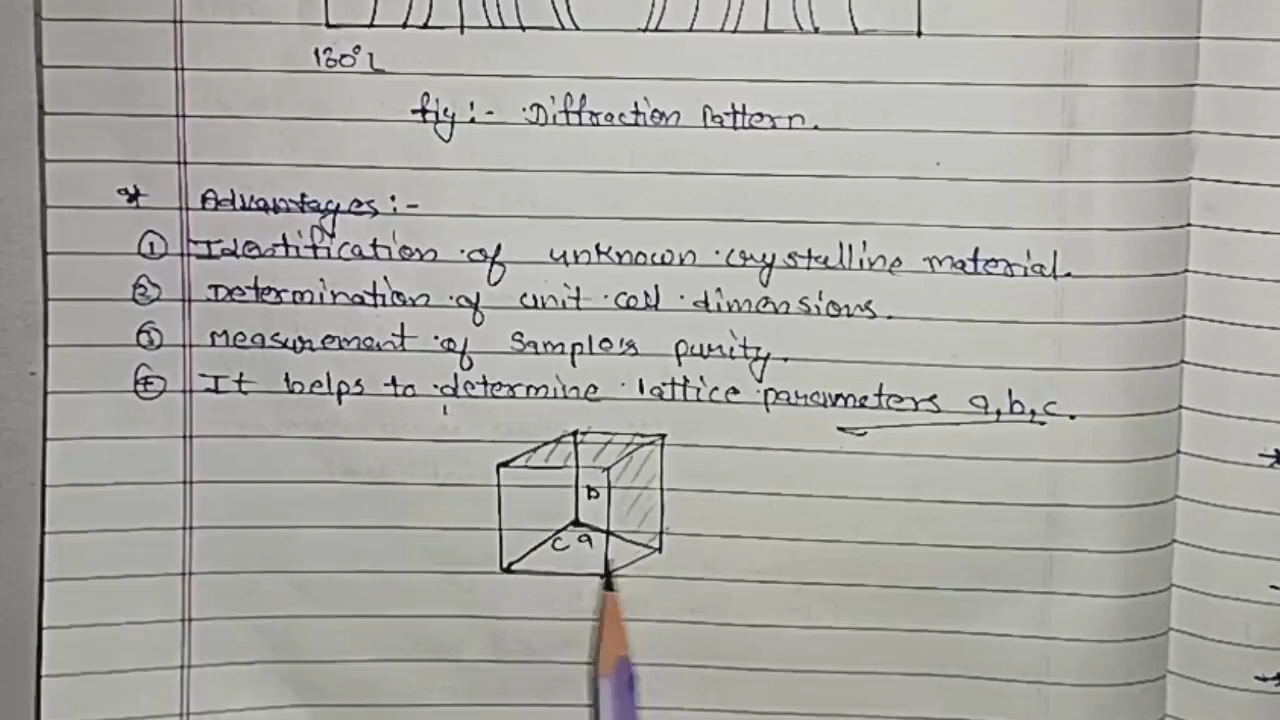 180°
fig:- Diffraction Pattern.
* Advantages:-
① Identification of unknown crystalline material.
② Determination of unit cell dimensions.
③ Measurement of Sample's purity.
④ It helps to determine lattice parameters a,b,c.
b
c a